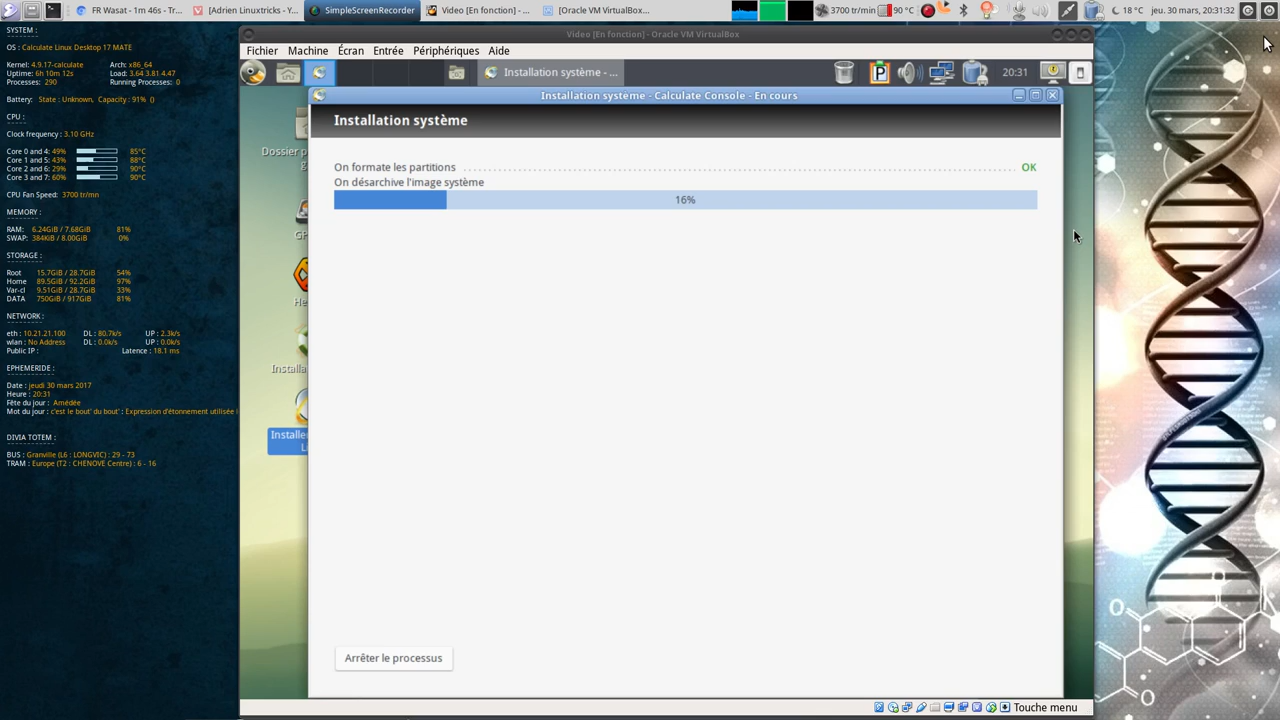 FR Wasat - 1m 46s - Tr...
[Adrien Linuxtricks - Y...
SimpleScreenRecorder
Video [En fonction] - ...
[Oracle VM VirtualBox...
3700 tr/min
90 °C
18 °C
jeu. 30 mars, 20:31:32
SYSTEM :
OS : Calculate Linux Desktop 17 MATE
Kernel: 4.9.17-calculate Arch: x86_64
Uptime: 6h 10m 12s Load: 3.64 3.81 4.47
Processes: 290 Running Processes: 0
Battery: State : Unknown, Capacity : 91% ()
CPU :
Clock frequency : 3.10 GHz
Core 0 and 4: 49% 85°C
Core 1 and 5: 43% 88°C
Core 2 and 6: 29% 90°C
Core 3 and 7: 60% 90°C
CPU Fan Speed: 3700 tr/mn
MEMORY :
RAM: 6.24GiB / 7.68GiB 81%
SWAP: 384KiB / 8.00GiB 0%
STORAGE :
Root 15.7GiB / 28.7GiB 54%
Home 89.5GiB / 92.2GiB 97%
Var-cl 9.51GiB / 28.7GiB 33%
DATA 750GiB / 917GiB 81%
NETWORK :
eth : 10.21.21.100 DL : 80.7k/s UP : 2.3k/s
wlan : No Address DL : 0.0k/s UP : 0.0k/s
Public IP : Latence : 18.1 ms
EPHEMERIDE :
Date : jeudi 30 mars 2017
Heure : 20:31
Fête du jour : Amédée
Mot du jour : c'est le bout' du bout' : Expression d'étonnement utilisée
DIVIA TOTEM :
BUS : Granville (L6 : LONGVIC) : 29 - 73
TRAM : Europe (T2 : CHENOVE Centre) : 6 - 16
Video [En fonction] - Oracle VM VirtualBox
Fichier Machine Écran Entrée Périphériques Aide
Installation système - ...
20:31
Dossier p
Installa
Installe
Installation système - Calculate Console - En cours
Installation système
On formate les partitions OK
On désarchive l'image système
16%
Arrêter le processus
Touche menu